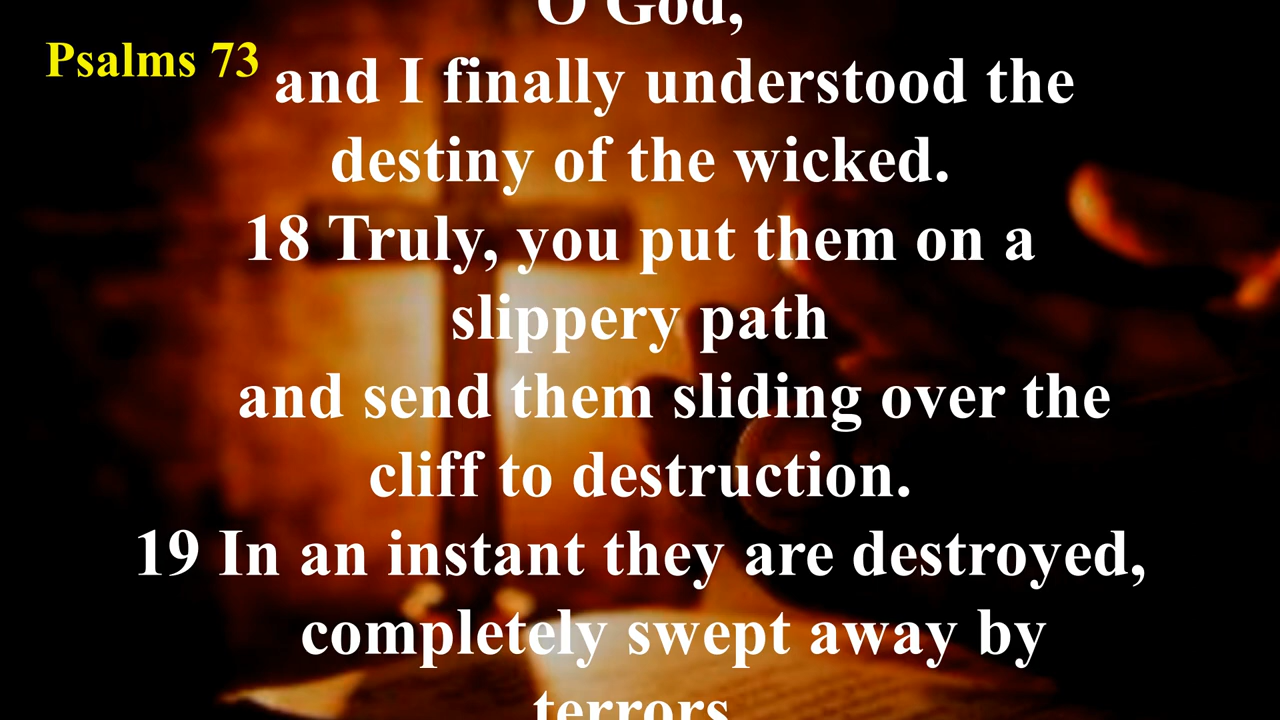 O God,
Psalms 73
and I finally understood the
destiny of the wicked.
18 Truly, you put them on a
slippery path
and send them sliding over the
cliff to destruction.
19 In an instant they are destroyed,
completely swept away by
terrors